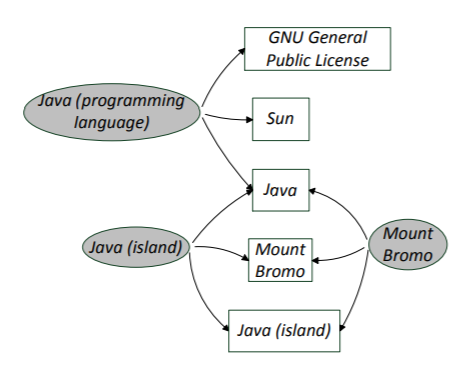 GNU General
Public License
Java (programming
language)
Sun
Java
Java (island)
Mount
Bromo
Mount
Bromo
Java (island)